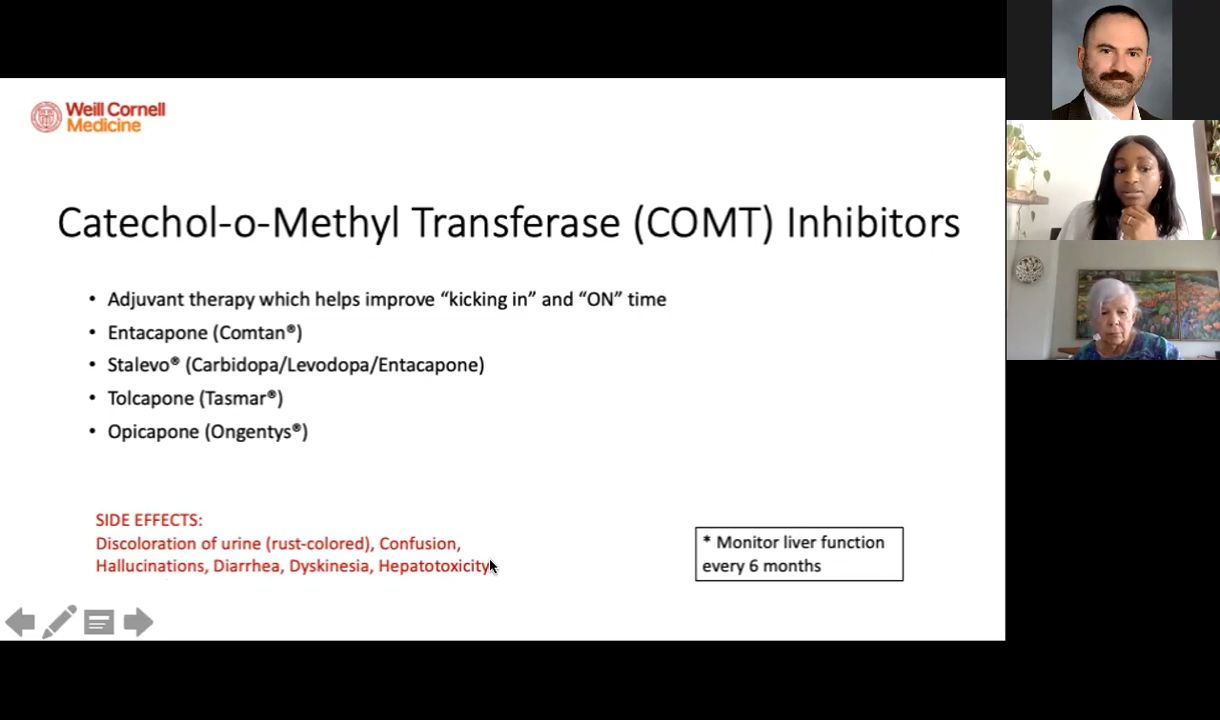 Weill Cornell
Medicine
Catechol-o-Methyl Transferase (COMT) Inhibitors
• Adjuvant therapy which helps improve “kicking in” and “ON” time
• Entacapone (Comtan®)
• Stalevo® (Carbidopa/Levodopa/Entacapone)
• Tolcapone (Tasmar®)
• Opicapone (Ongentys®)
SIDE EFFECTS:
Discoloration of urine (rust-colored), Confusion,
Hallucinations, Diarrhea, Dyskinesia, Hepatotoxicity
* Monitor liver function
every 6 months